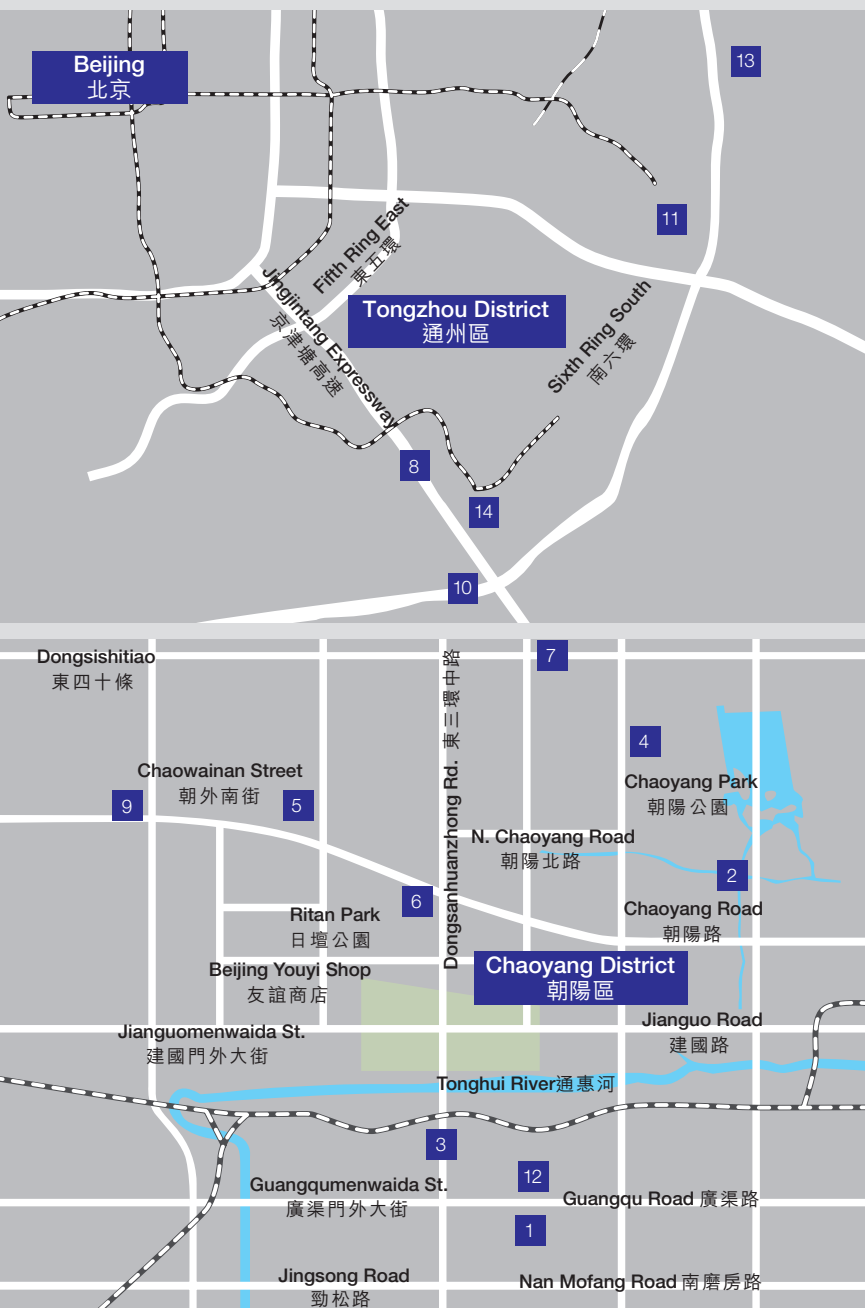 Beijing
北京
13
11
Fifth Ring East
東五環
Jingjintang Expressway
京津塘高速
Tongzhou District
通州區
Sixth Ring South
南六環
8
14
10
Dongsishitiao
東四十條
7
Dongsanhuanzhong Rd. 東三環中路
4
Chaowainan Street
朝外南街
9
5
Chaoyang Park
朝陽公園
N. Chaoyang Road
朝陽北路
2
6
Ritan Park
日壇公園
Chaoyang Road
朝陽路
Beijing Youyi Shop
友誼商店
Chaoyang District
朝陽區
Jianguomenwaida St.
建國門外大街
Jianguo Road
建國路
Tonghui River通惠河
3
12
Guangqumenwaida St.
廣渠門外大街
Guangqu Road 廣渠路
1
Jingsong Road
勁松路
Nan Mofang Road 南磨房路